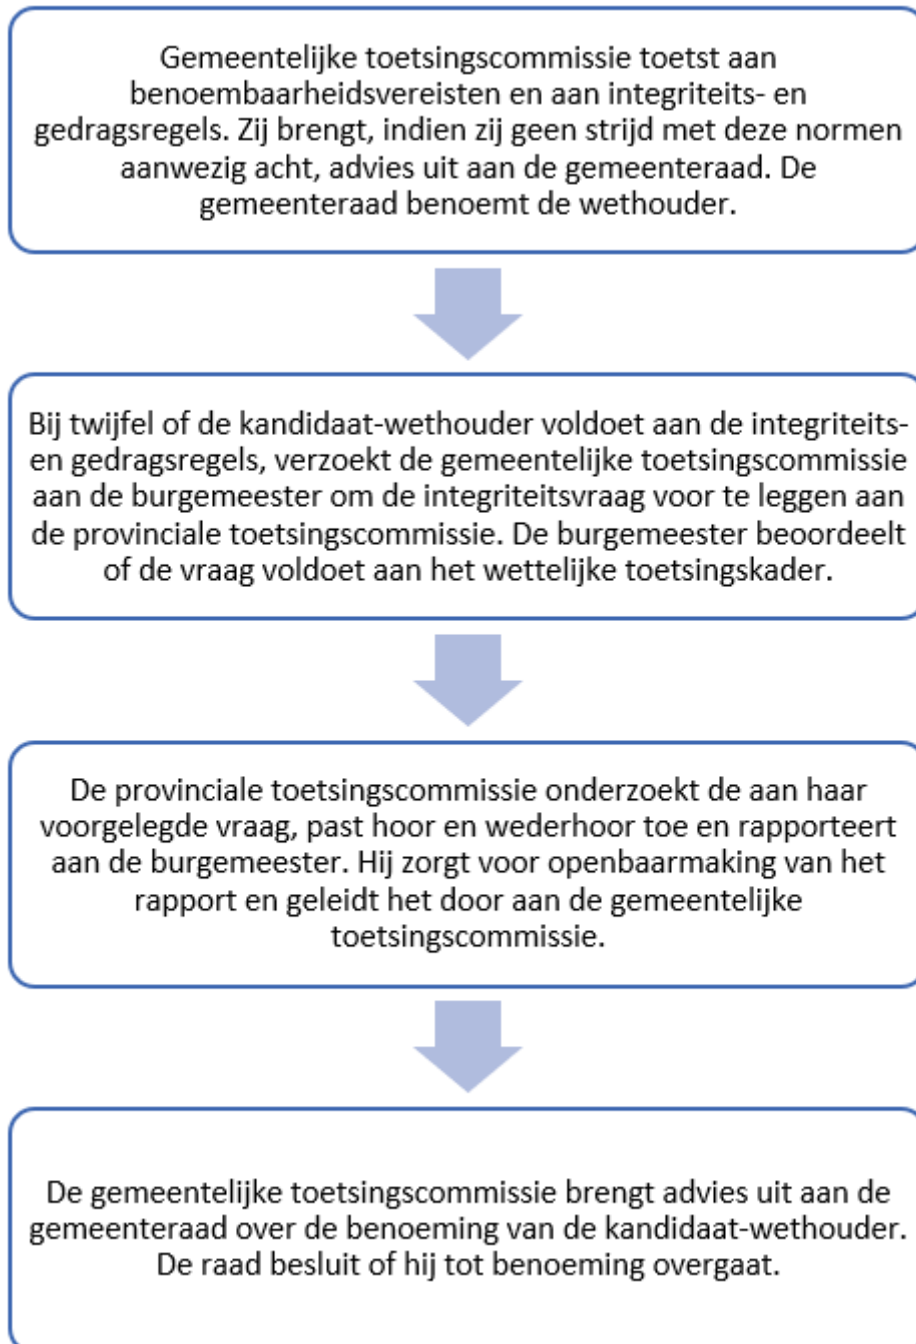 Gemeentelijke toetsingscommissie toetst aan
benoembaarheidsvereisten en aan integriteits- en
gedragsregels. Zij brengt, indien zij geen strijd met deze normen
aanwezig acht, advies uit aan de gemeenteraad. De
gemeenteraad benoemt de wethouder.
Bij twijfel of de kandidaat-wethouder voldoet aan de integriteits-
en gedragsregels, verzoekt de gemeentelijke toetsingscommissie
aan de burgemeester om de integriteitsvraag voor te leggen aan
de provinciale toetsingscommissie. De burgemeester beoordeelt
of de vraag voldoet aan het wettelijke toetsingskader.
De provinciale toetsingscommissie onderzoekt de aan haar
voorgelegde vraag, past hoor en wederhoor toe en rapporteert
aan de burgemeester. Hij zorgt voor openbaarmaking van het
rapport en geleidt het door aan de gemeentelijke
toetsingscommissie.
De gemeentelijke toetsingscommissie brengt advies uit aan de
gemeenteraad over de benoeming van de kandidaat-wethouder.
De raad besluit of hij tot benoeming overgaat.